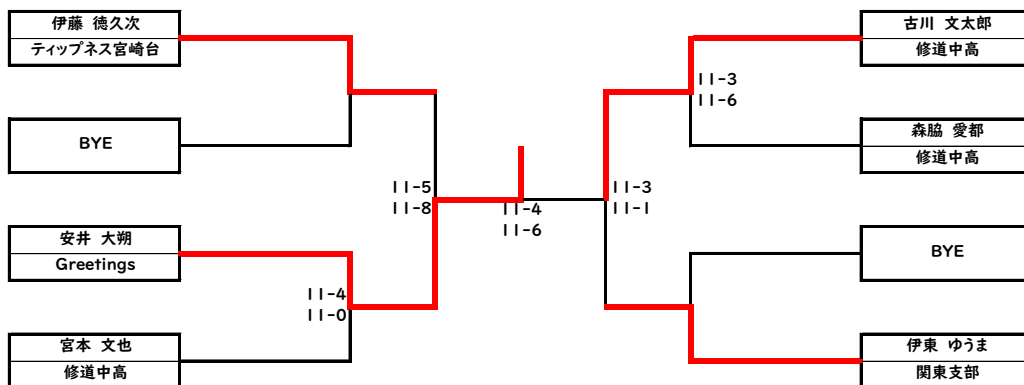 伊藤 徳久次
ティップネス宮崎台
BYE
安井 大朔
Greetings
宮本 文也
修道中高
11-4
11-0
11-5
11-8
11-4
11-6
11-3
11-1
11-3
11-6
古川 文太郎
修道中高
森脇 愛都
修道中高
BYE
伊東 ゆうま
関東支部